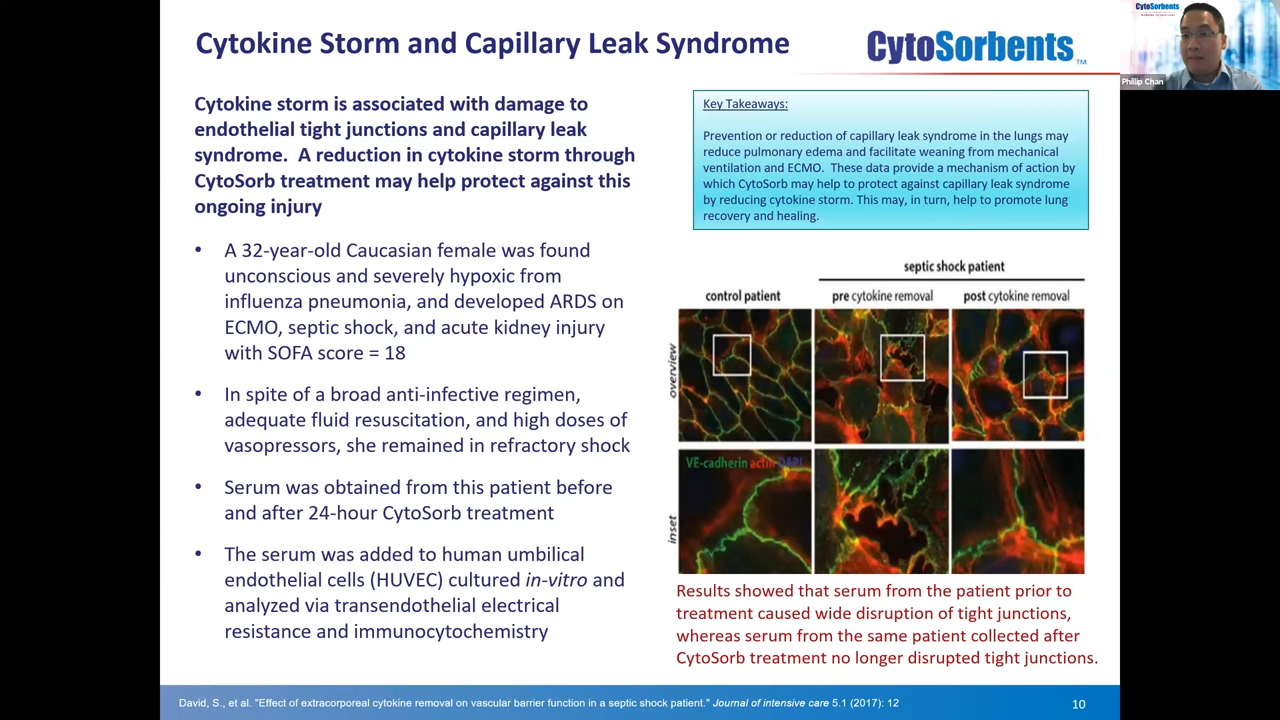 Cytokine Storm and Capillary Leak Syndrome
CytoSorbents™
CytoSorbents
Philip Chan
Cytokine storm is associated with damage to
endothelial tight junctions and capillary leak
syndrome. A reduction in cytokine storm through
CytoSorb treatment may help protect against this
ongoing injury
• A 32-year-old Caucasian female was found
unconscious and severely hypoxic from
influenza pneumonia, and developed ARDS on
ECMO, septic shock, and acute kidney injury
with SOFA score = 18
• In spite of a broad anti-infective regimen,
adequate fluid resuscitation, and high doses of
vasopressors, she remained in refractory shock
• Serum was obtained from this patient before
and after 24-hour CytoSorb treatment
• The serum was added to human umbilical
endothelial cells (HUVEC) cultured in-vitro and
analyzed via transendothelial electrical
resistance and immunocytochemistry
Key Takeaways:
Prevention or reduction of capillary leak syndrome in the lungs may
reduce pulmonary edema and facilitate weaning from mechanical
ventilation and ECMO. These data provide a mechanism of action by
which CytoSorb may help to protect against capillary leak syndrome
by reducing cytokine storm. This may, in turn, help to promote lung
recovery and healing.
septic shock patient
control patient
pre cytokine removal
post cytokine removal
overview
VE-cadherin actin DAPI
inset
Results showed that serum from the patient prior to
treatment caused wide disruption of tight junctions,
whereas serum from the same patient collected after
CytoSorb treatment no longer disrupted tight junctions.
David, S., et al. "Effect of extracorporeal cytokine removal on vascular barrier function in a septic shock patient." Journal of intensive care 5.1 (2017): 12
10